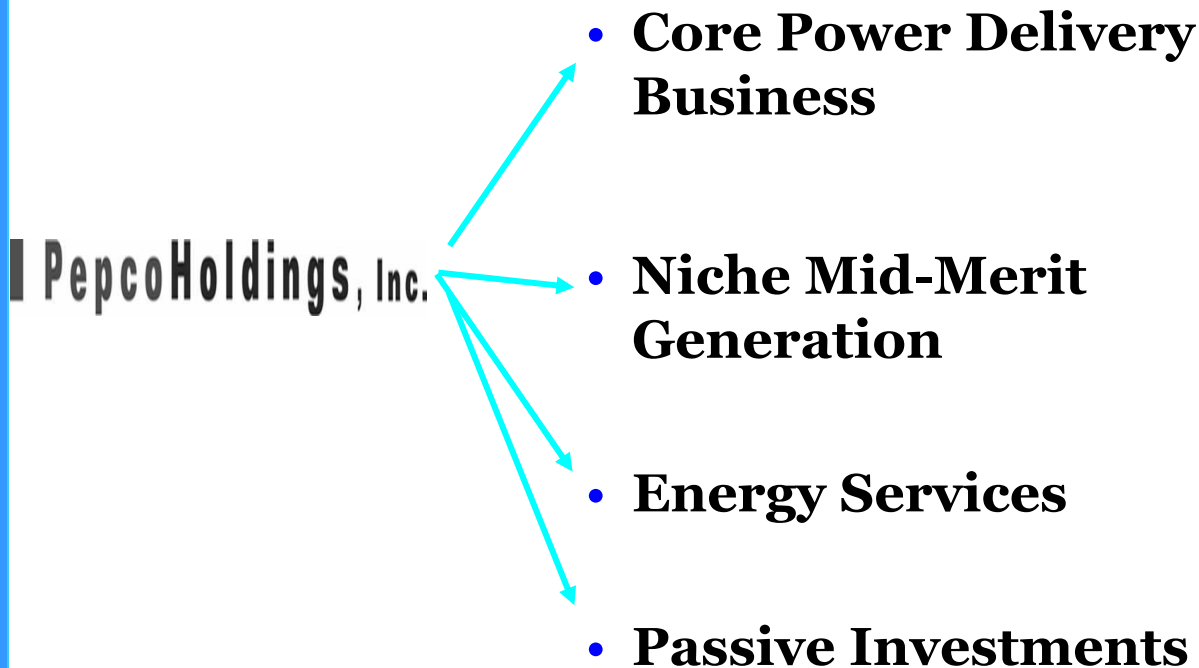 • Core Power Delivery
Business
PepcoHoldings, Inc.
• Niche Mid-Merit
Generation
• Energy Services
• Passive Investments